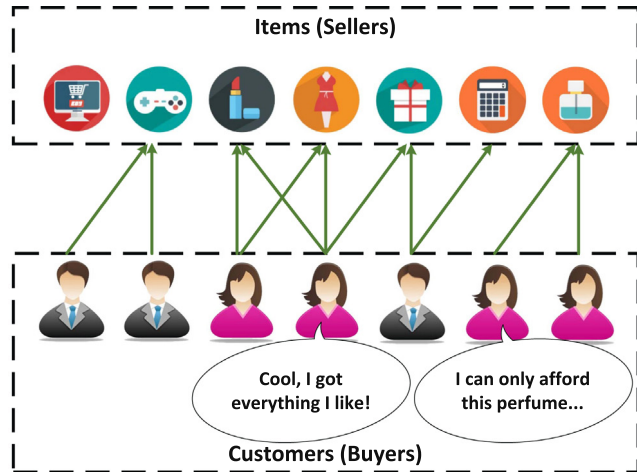 Items (Sellers)
Cool, I got
everything I like!
I can only afford
this perfume...
Customers (Buyers)